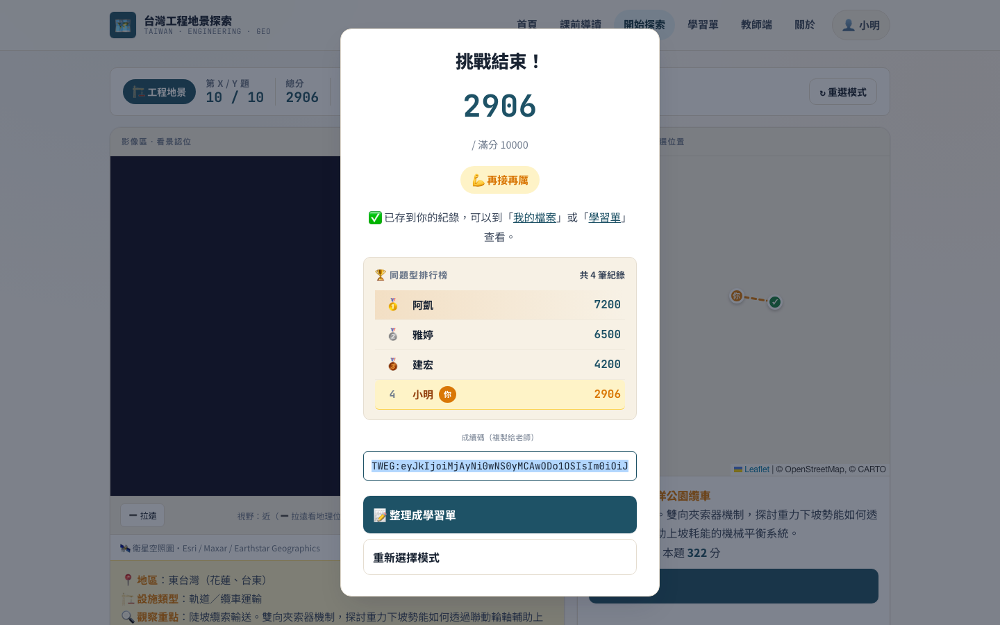 台灣工程地景探索
TAIWAN · ENGINEERING · GEO
首頁
課前導讀
開始探索
學習單
教師端
關於
小明
工程地景
第 X / Y 題
10 / 10
總分
2906
↻ 重選模式
影像區 · 看景認位
選位置
挑戰結束！
2906
/ 滿分 10000
再接再厲
已存到你的紀錄，可以到「我的檔案」或「學習單」
查看。
同題型排行榜
共 4 筆紀錄
1 阿凱 7200
2 雅婷 6500
3 建宏 4200
4 小明 你 2906
成績碼（複製給老師）
TWEG:eyJkIjoiMjAyNi0wNS0yMCAwODo1OSIsIm0iOiJ
整理成學習單
重新選擇模式
你
✓
Leaflet | © OpenStreetMap, © CARTO
拉遠
視野：近（ 拉遠看地理位
衛星空照圖・Esri / Maxar / Earthstar Geographics
地區：東台灣（花蓮、台東）
設施類型：軌道／纜車運輸
觀察重點：陡坡纜索輸送。雙向夾索器機制，探討重力下坡勢能如何透過聯動輪軸輔助上
洋公園纜車
。雙向夾索器機制，探討重力下坡勢能如何透
助上坡耗能的機械平衡系統。
本題 322 分